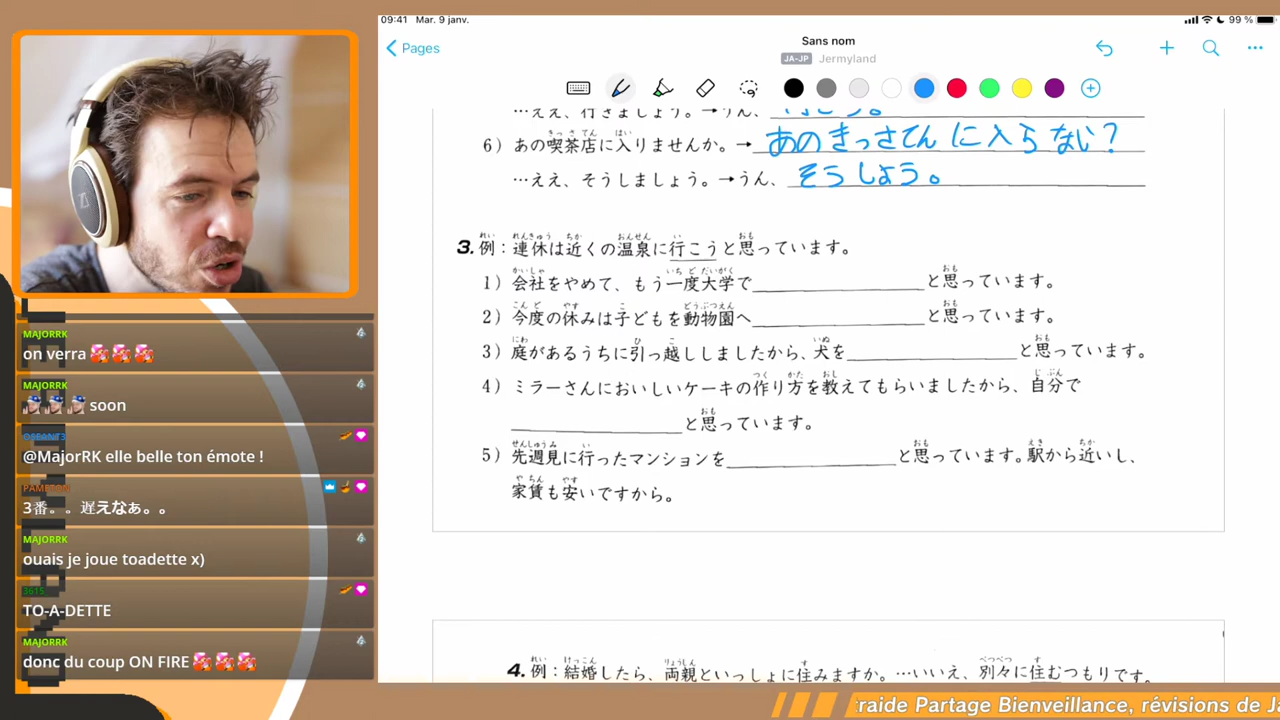 09:41 Mar. 9 janv.
99 %
Pages
Sans nom
JA-JP Jermyland
…ええ、行きましょう。→うん、行こう。
6）あの喫茶店に入りませんか。→あのきっさてんに入らない？
…ええ、そうしましょう。→うん、そうしよう。
3. 例：連休は近くの温泉に行こうと思っています。
1）会社をやめて、もう一度大学で＿＿＿と思っています。
2）今度の休みは子どもを動物園へ＿＿＿と思っています。
3）庭があるうちに引っ越ししましたから、犬を＿＿＿と思っています。
4）ミラーさんにおいしいケーキの作り方を教えてもらいましたから、自分で
＿＿＿と思っています。
5）先週見に行ったマンションを＿＿＿と思っています。駅から近いし、
家賃も安いですから。
4. 例：結婚したら、両親といっしょに住みますか。…いいえ、別々に住むつもりです。
MAJORRK
on verra
MAJORRK
soon
@MajorRK elle belle ton émote !
3番。。遅えなぁ。。
MAJORRK
ouais je joue toadette x)
3615
TO-A-DETTE
MAJORRK
donc du coup ON FIRE
raide Partage Bienveillance, révisions de Ja